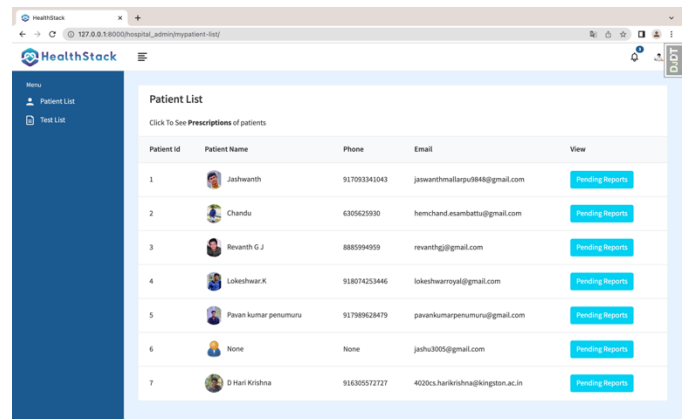 HealthStack
127.0.0.1:8000/hospital_admin/mypatient-list/
HealthStack
0
DJDT
Menu
Patient List
Test List
Patient List
Click To See Prescriptions of patients
Patient Id Patient Name Phone Email View
1 Jashwanth 917093341043 jaswanthmallarpu9848@gmail.com Pending Reports
2 Chandu 6305625930 hemchand.esambattu@gmail.com Pending Reports
3 Revanth G J 8885994959 revanthgj@gmail.com Pending Reports
4 Lokeshwar.K 918074253446 lokeshwarroyal@gmail.com Pending Reports
5 Pavan kumar penumuru 917989628479 pavankumarpenumuru@gmail.com Pending Reports
6 None None jashu3005@gmail.com Pending Reports
7 D Hari Krishna 916305572727 4020cs.harikrishna@kingston.ac.in Pending Reports